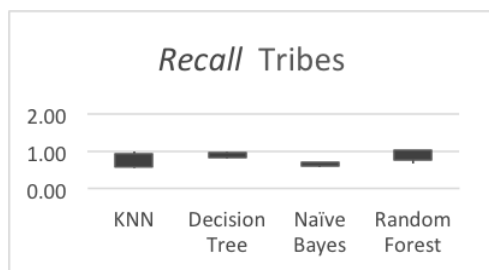 Recall Tribes
2.00
1.00
0.00
KNN
Decision
Tree
Naïve
Bayes
Random
Forest